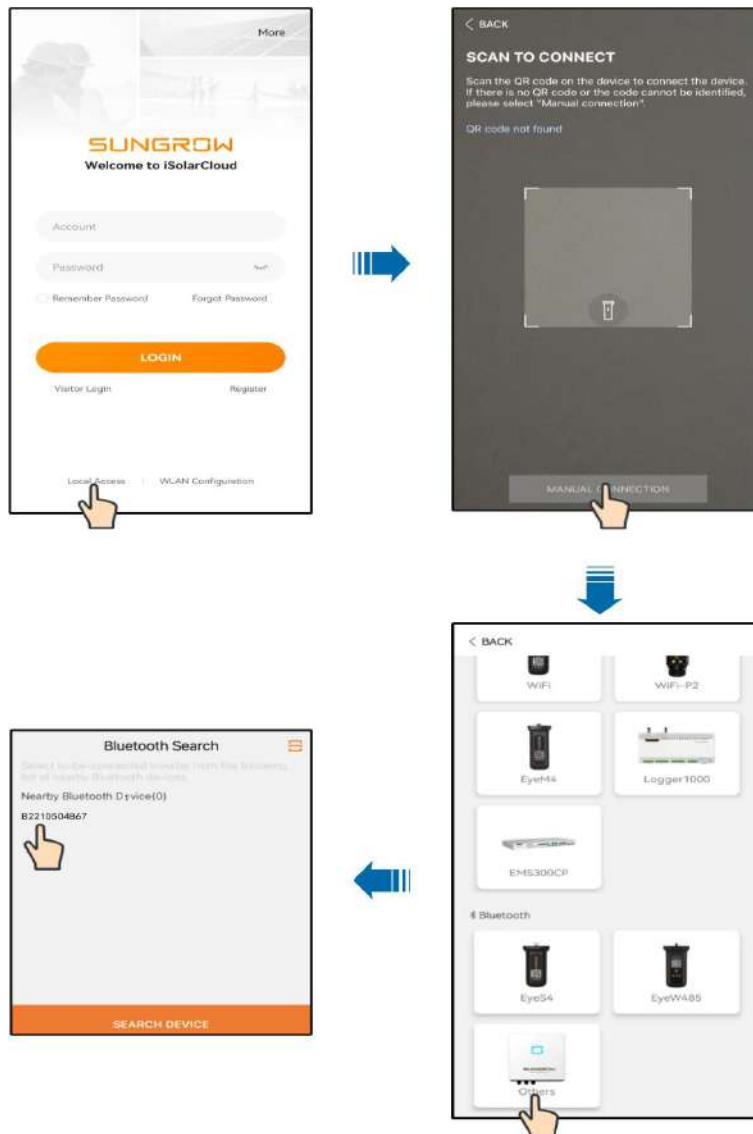 More
SUNGROW
Welcome to iSolarCloud
Account
Password
Remember Password Forgot Password
LOGIN
Visitor Login Register
Local Access | WLAN Configuration
< BACK
SCAN TO CONNECT
Scan the QR code on the device to connect the device.
If there is no QR code or the code cannot be identified,
please select "Manual connection".
QR code not found
MANUAL CONNECTION
< BACK
WiFi WiFi-P2
EyeM4 Logger1000
EMS300CP
Bluetooth
EyeS4 EyeW485
SUNGROW
Others
Bluetooth Search
Select to-be-connected inverter from the following
list of nearby Bluetooth devices.
Nearby Bluetooth Device(0)
B2210504867
SEARCH DEVICE